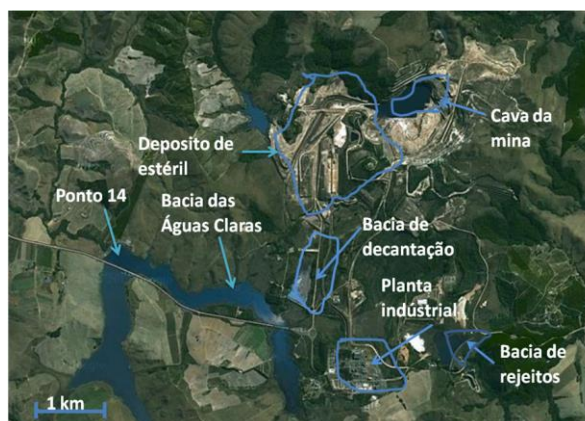 Deposito de
estéril
Cava da
mina
Ponto 14
Bacia das
Águas Claras
Bacia de
decantação
Planta
indústrial
Bacia de
rejeitos
1 km